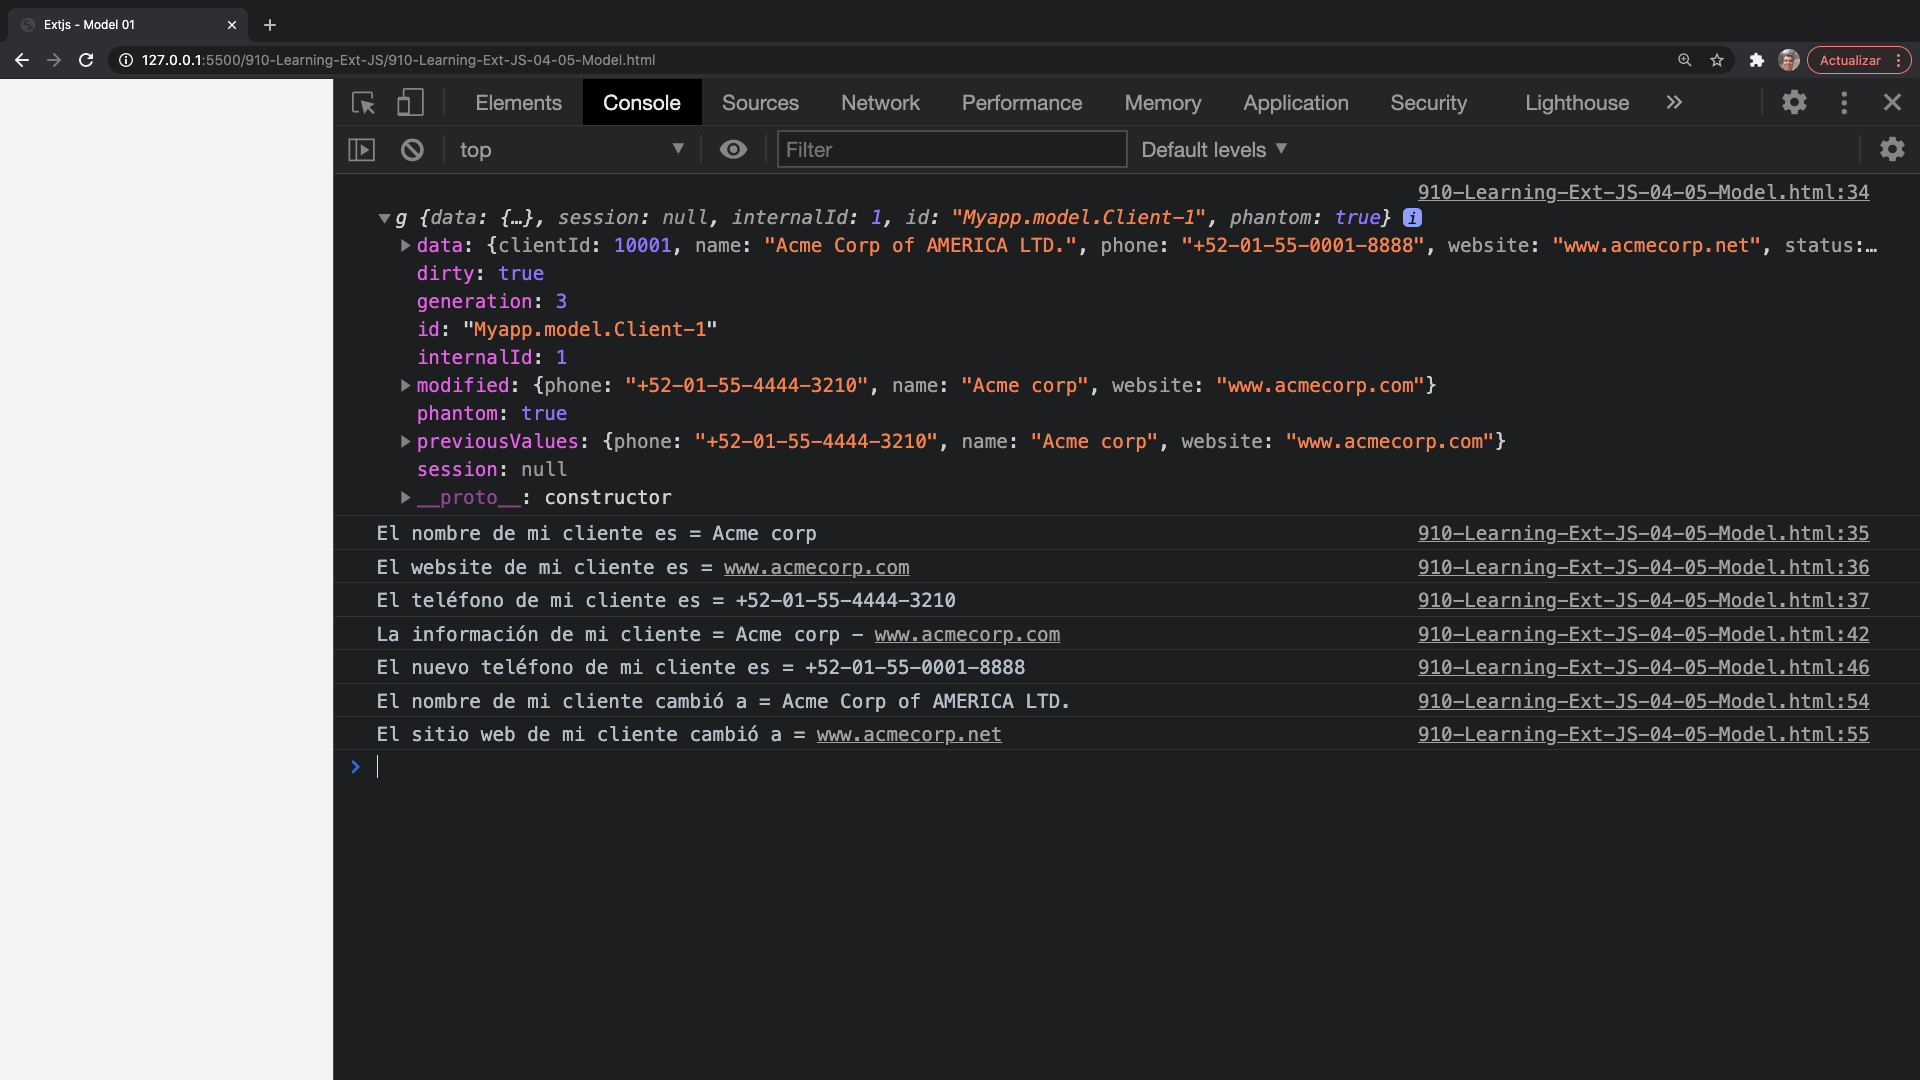 Extjs - Model 01
127.0.0.1:5500/910-Learning-Ext-JS/910-Learning-Ext-JS-04-05-Model.html
Actualizar
Elements Console Sources Network Performance Memory Application Security Lighthouse
top Filter Default levels
910-Learning-Ext-JS-04-05-Model.html:34
g {data: {…}, session: null, internalId: 1, id: "Myapp.model.Client-1", phantom: true} i
data: {clientId: 10001, name: "Acme Corp of AMERICA LTD.", phone: "+52-01-55-0001-8888", website: "www.acmecorp.net", status:…
dirty: true
generation: 3
id: "Myapp.model.Client-1"
internalId: 1
modified: {phone: "+52-01-55-4444-3210", name: "Acme corp", website: "www.acmecorp.com"}
phantom: true
previousValues: {phone: "+52-01-55-4444-3210", name: "Acme corp", website: "www.acmecorp.com"}
session: null
__proto__: constructor
El nombre de mi cliente es = Acme corp 910-Learning-Ext-JS-04-05-Model.html:35
El website de mi cliente es = www.acmecorp.com 910-Learning-Ext-JS-04-05-Model.html:36
El teléfono de mi cliente es = +52-01-55-4444-3210 910-Learning-Ext-JS-04-05-Model.html:37
La información de mi cliente = Acme corp - www.acmecorp.com 910-Learning-Ext-JS-04-05-Model.html:42
El nuevo teléfono de mi cliente es = +52-01-55-0001-8888 910-Learning-Ext-JS-04-05-Model.html:46
El nombre de mi cliente cambió a = Acme Corp of AMERICA LTD. 910-Learning-Ext-JS-04-05-Model.html:54
El sitio web de mi cliente cambió a = www.acmecorp.net 910-Learning-Ext-JS-04-05-Model.html:55